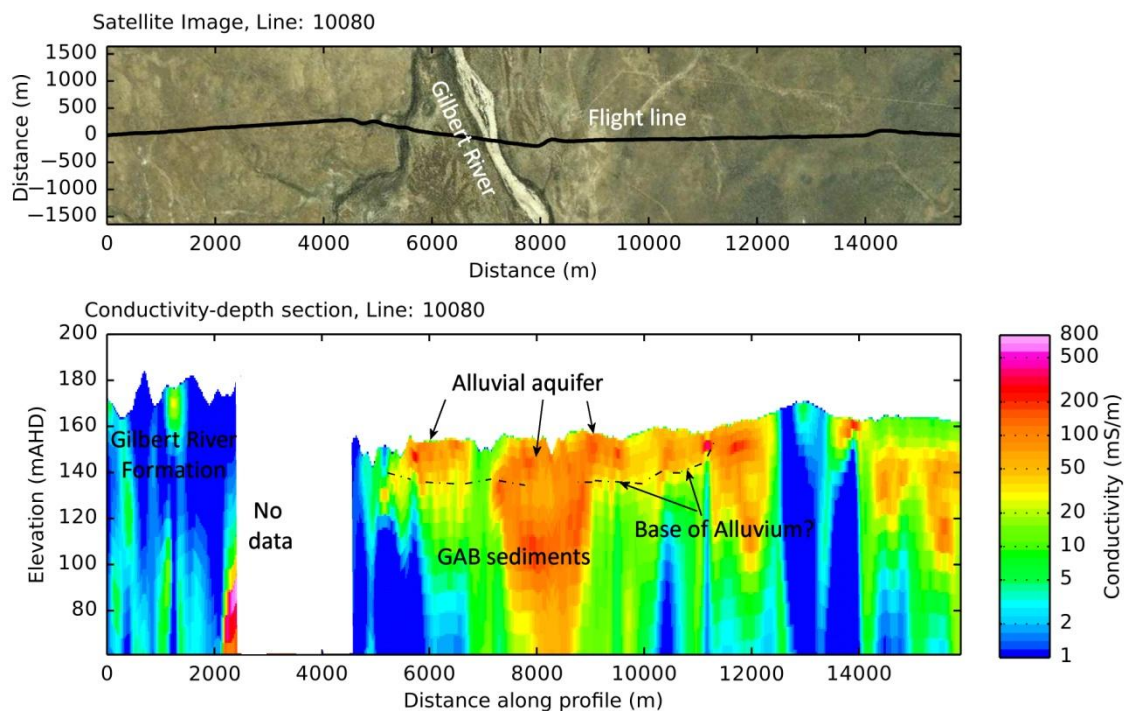 Satellite Image, Line: 10080
1500
1000
500
0
−500
−1000
−1500
Distance (m)
Gilbert River
Flight line
0 2000 4000 6000 8000 10000 12000 14000
Distance (m)
Conductivity-depth section, Line: 10080
200
180
160
140
120
100
80
Elevation (mAHD)
Gilbert River
Formation
No
data
Alluvial aquifer
GAB sediments
Base of Alluvium?
0 2000 4000 6000 8000 10000 12000 14000
Distance along profile (m)
800
500
200
100
50
20
10
5
2
1
Conductivity (mS/m)